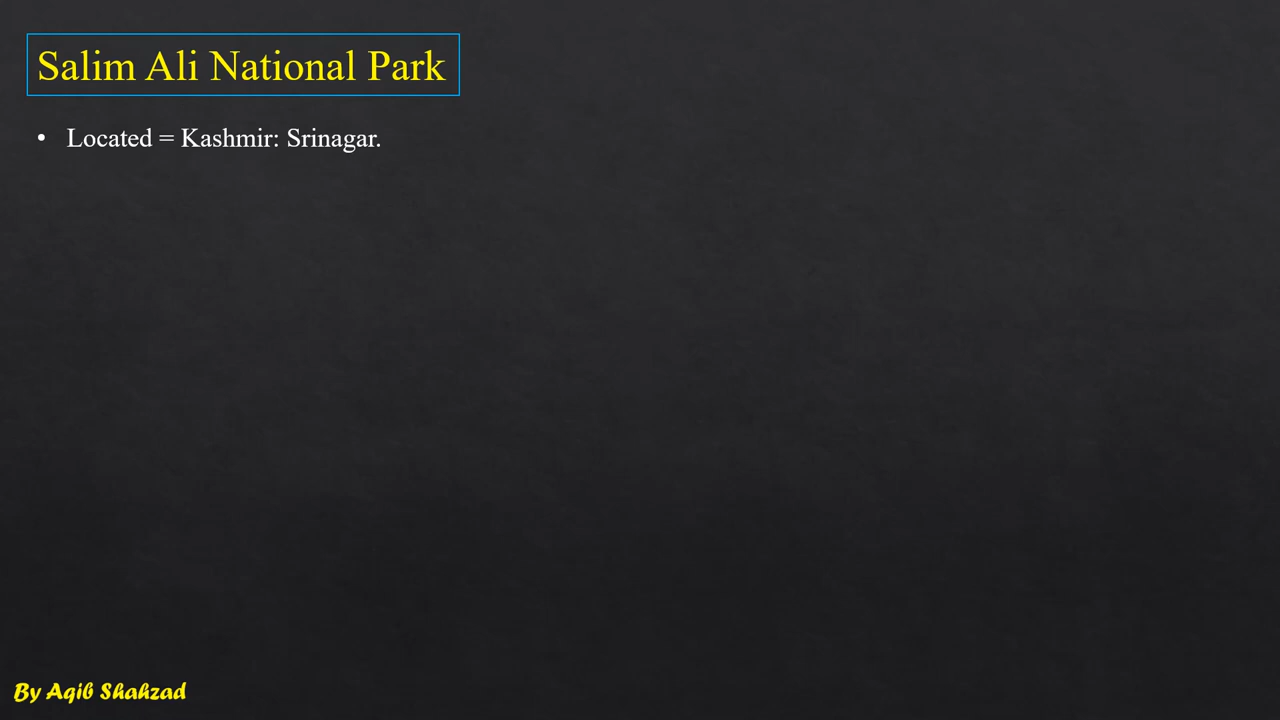 Salim Ali National Park
• Located = Kashmir: Srinagar.
By Aqib Shahzad